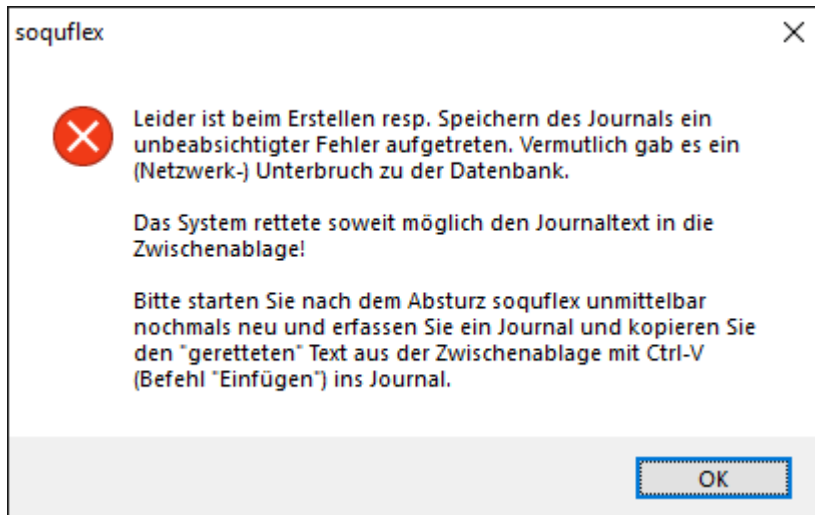 soquflex
Leider ist beim Erstellen resp. Speichern des Journals ein
unbeabsichtigter Fehler aufgetreten. Vermutlich gab es ein
(Netzwerk-) Unterbruch zu der Datenbank.
Das System rettete soweit möglich den Journaltext in die
Zwischenablage!
Bitte starten Sie nach dem Absturz soquflex unmittelbar
nochmals neu und erfassen Sie ein Journal und kopieren Sie
den "geretteten" Text aus der Zwischenablage mit Ctrl-V
(Befehl "Einfügen") ins Journal.
OK